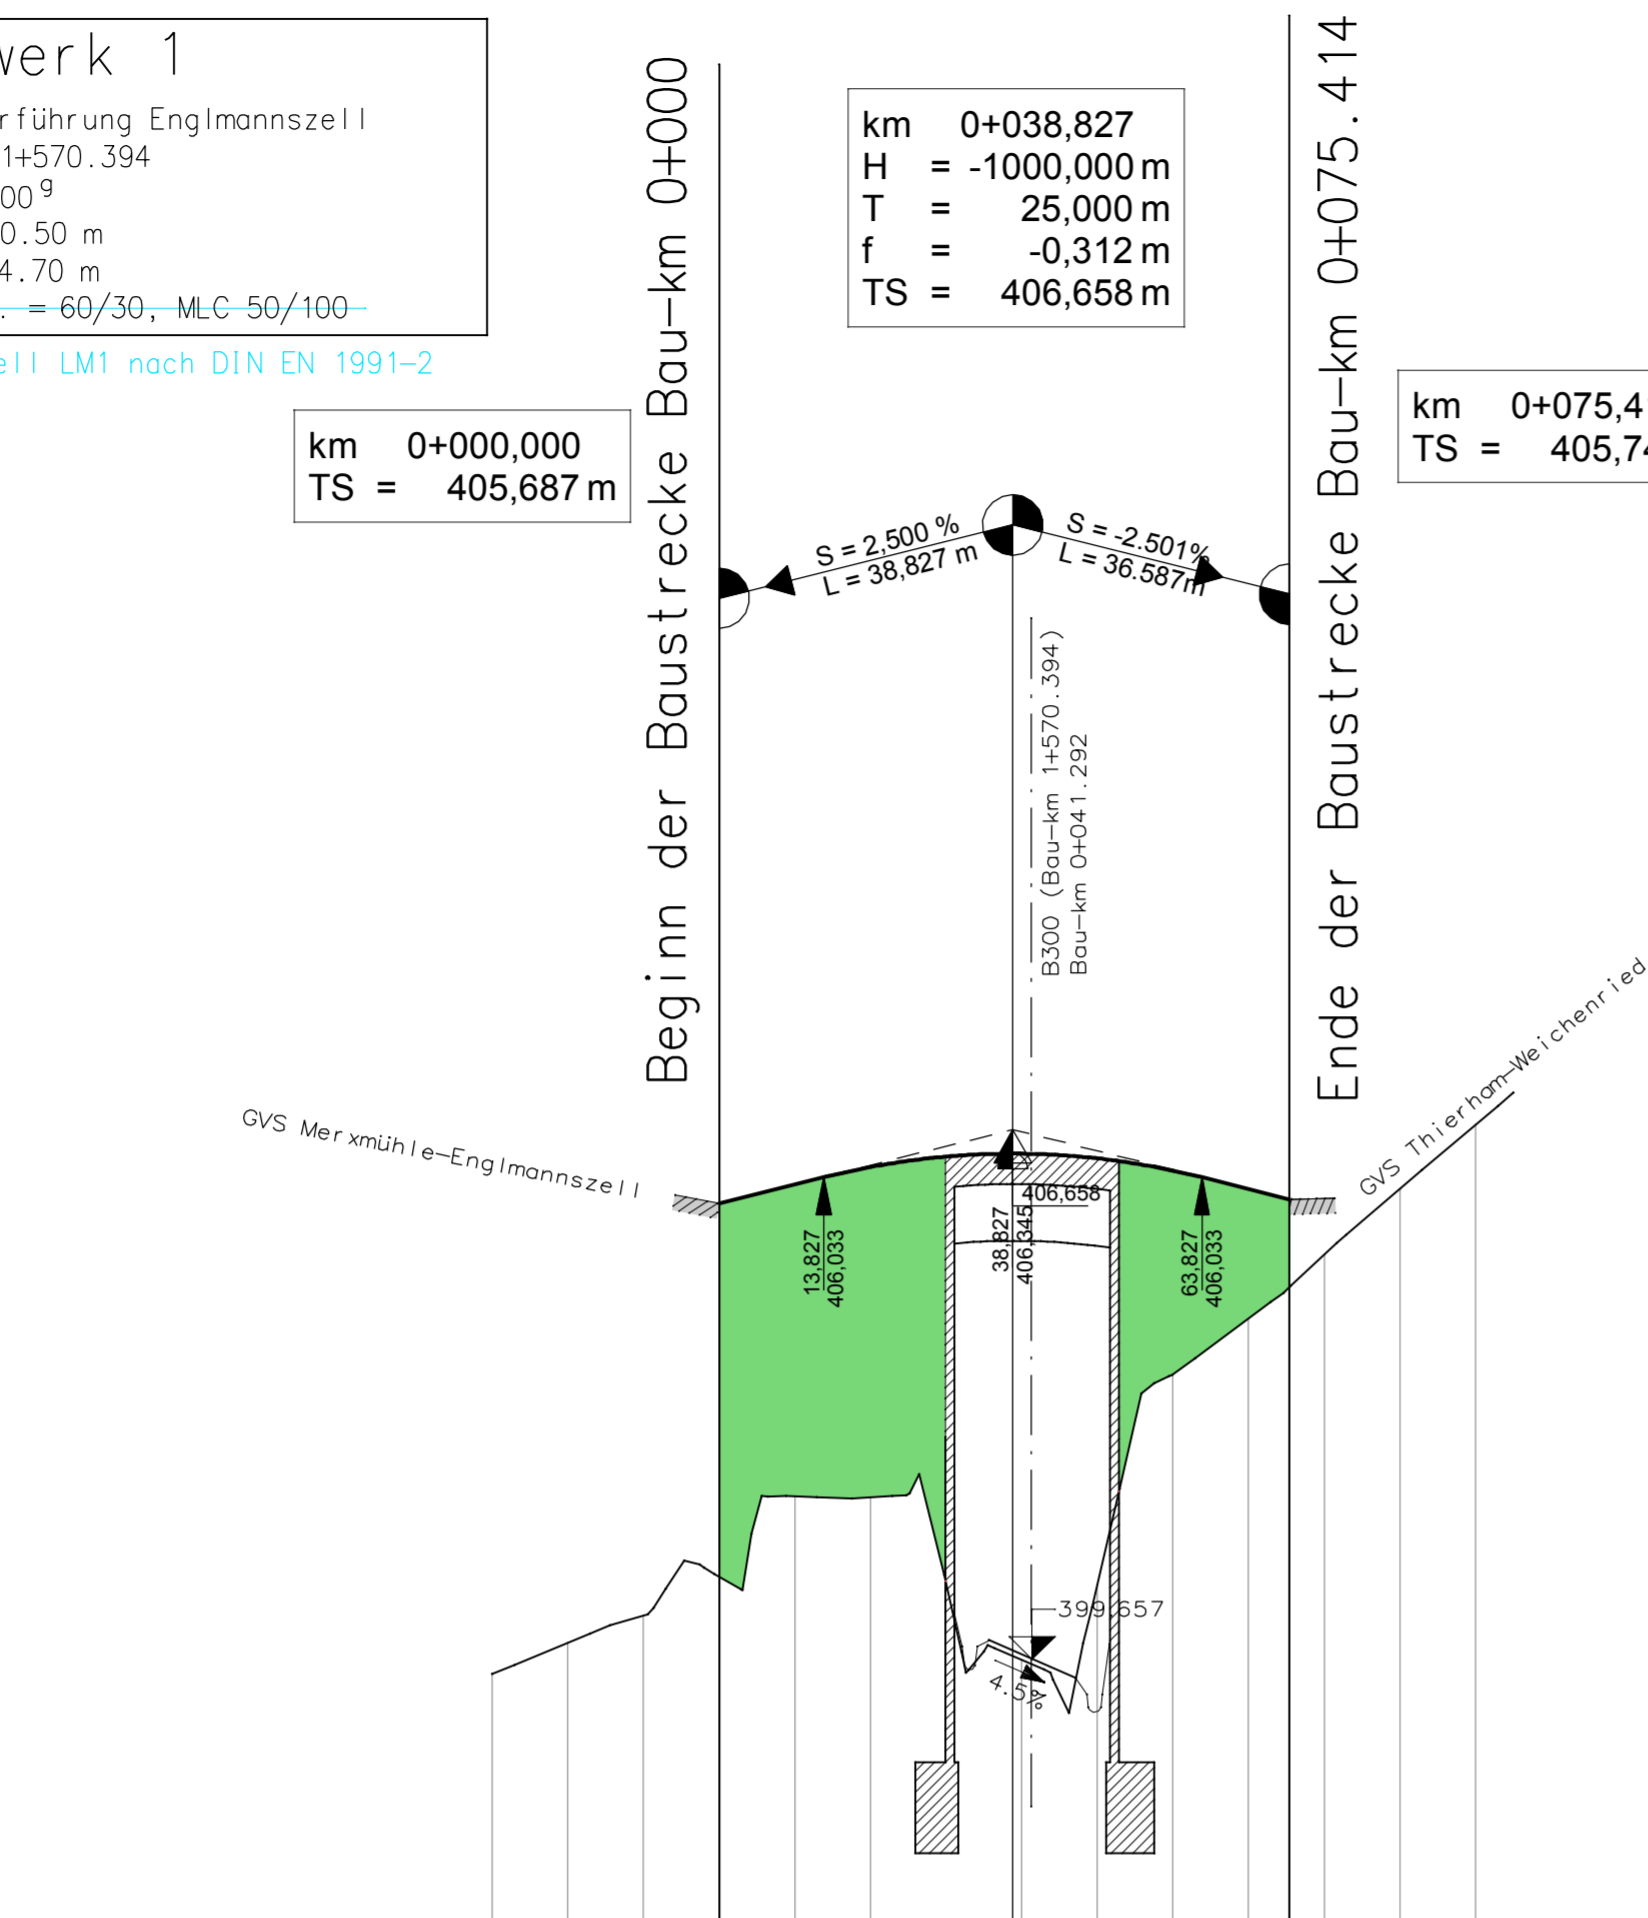 werk 1
rführung Englmannszell
1+570.394
00 g
0.50 m
4.70 m
. = 60/30, MLC 50/100
ell LM1 nach DIN EN 1991-2
km 0+000,000
TS = 405,687 m
Beginn der Baustrecke Bau-km 0+000
km 0+038,827
H = -1000,000 m
T = 25,000 m
f = -0,312 m
TS = 406,658 m
Ende der Baustrecke Bau-km 0+075.414
km 0+075,4
TS = 405,74
S = 2,500 %
L = 38,827 m
S = -2.501%
L = 36.587m
B300 (Bau-km 1+570.394)
Bau-km 0+041.292
GVS Merxmühle-Englmannszell
GVS Thierham-Weichenried
406,658
13,827
406,033
38,827
406,345
63,827
406,033
399,657
4.5%